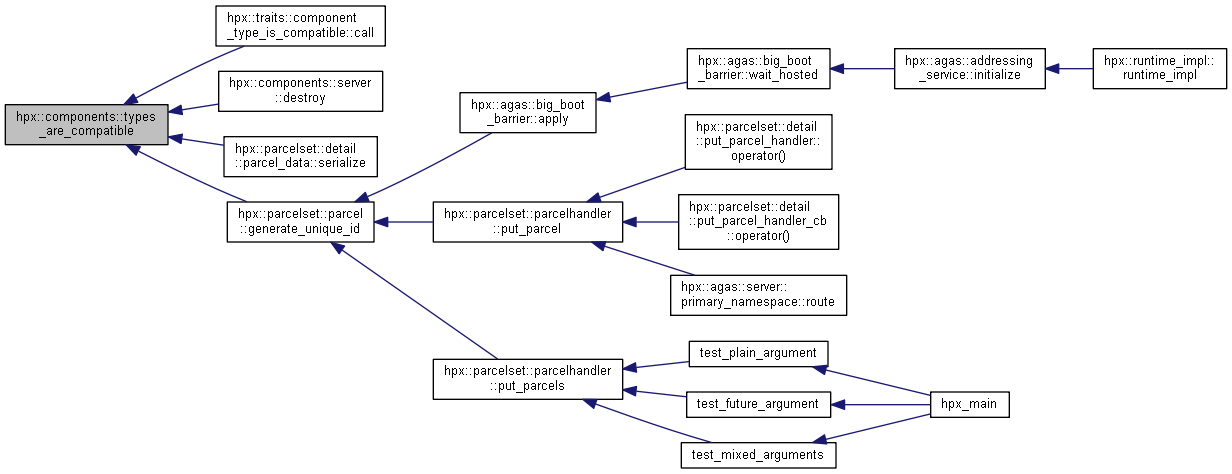 hpx::traits::component
_type_is_compatible::call
hpx::components::server
::destroy
hpx::components::types
_are_compatible
hpx::parcelset::detail
::parcel_data::serialize
hpx::parcelset::parcel
::generate_unique_id
hpx::agas::big_boot
_barrier::apply
hpx::agas::big_boot
_barrier::wait_hosted
hpx::agas::addressing
_service::initialize
hpx::runtime_impl::
runtime_impl
hpx::parcelset::parcelhandler
::put_parcel
hpx::parcelset::detail
::put_parcel_handler::
operator()
hpx::parcelset::detail
::put_parcel_handler_cb
::operator()
hpx::agas::server::
primary_namespace::route
hpx::parcelset::parcelhandler
::put_parcels
test_plain_argument
test_future_argument
test_mixed_arguments
hpx_main